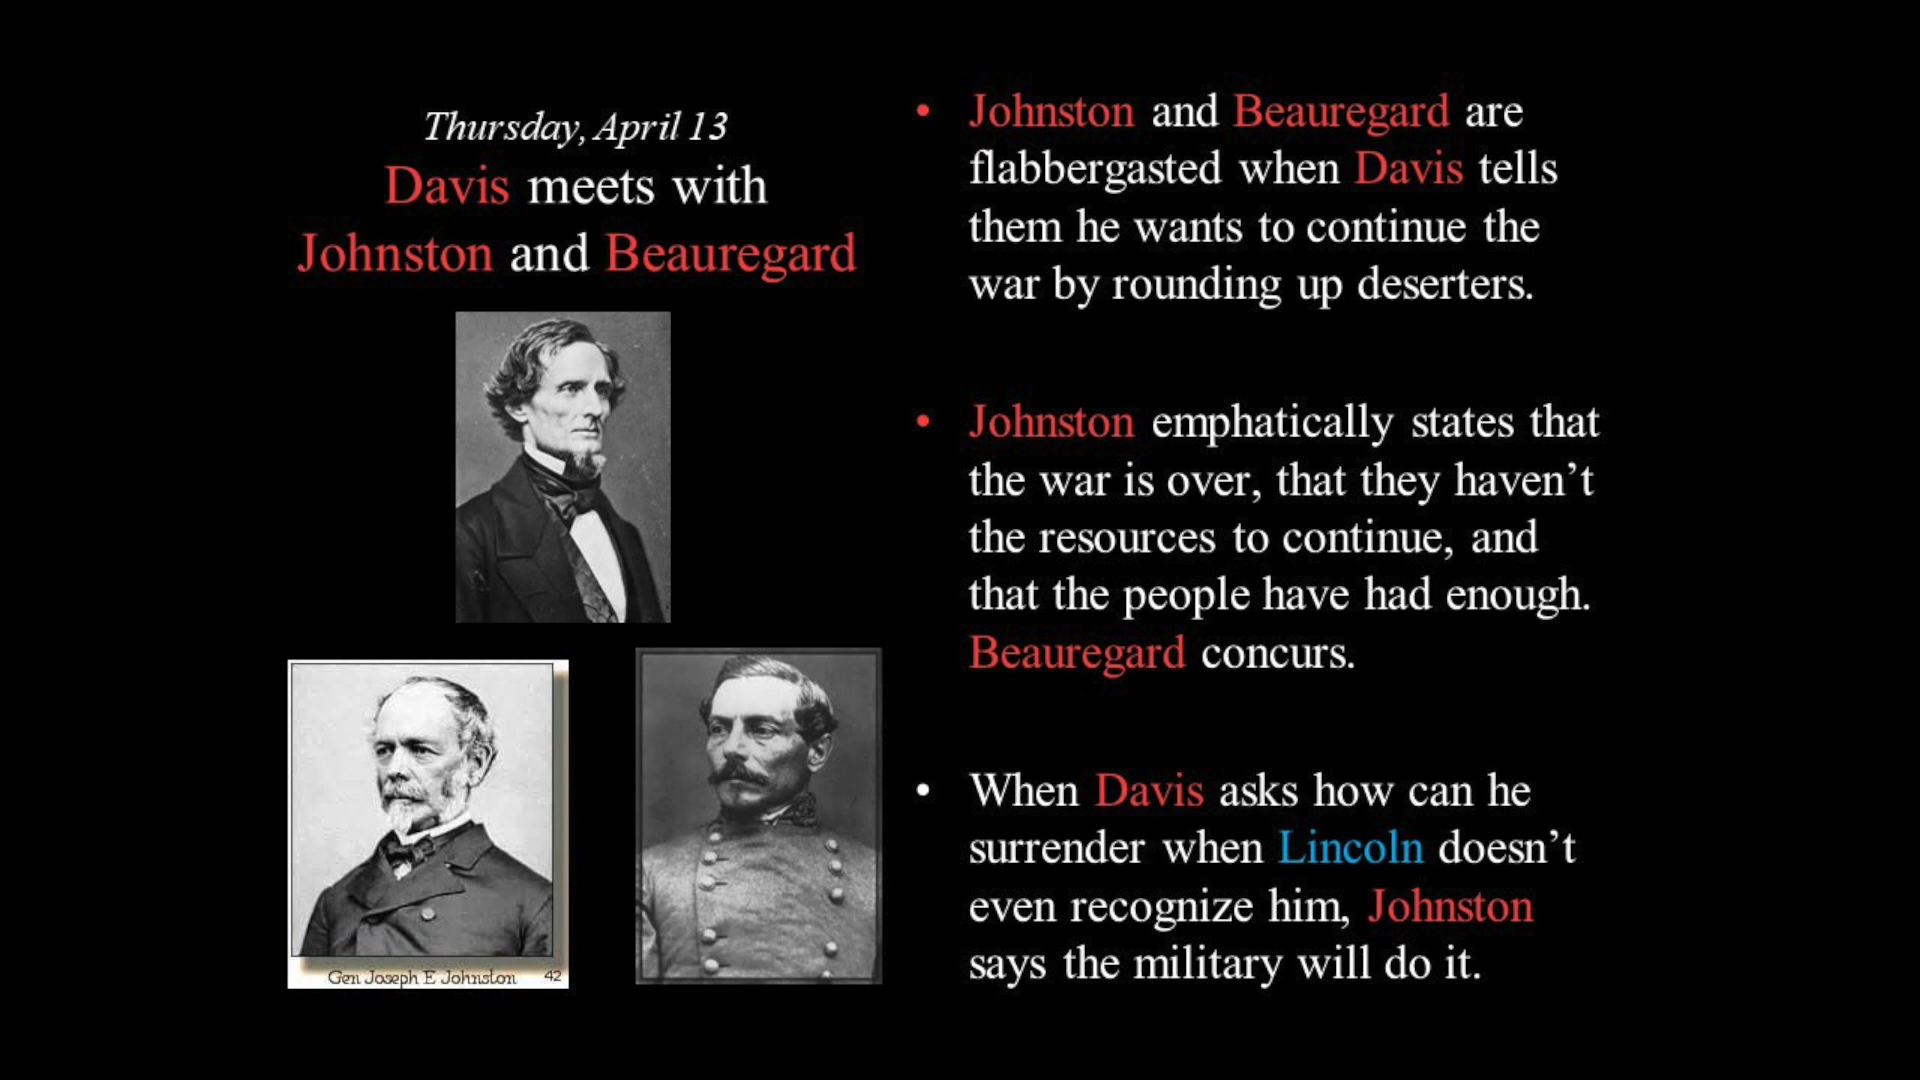 Thursday, April 13
Davis meets with
Johnston and Beauregard
Gen Joseph E Johnston 42
• Johnston and Beauregard are
flabbergasted when Davis tells
them he wants to continue the
war by rounding up deserters.
• Johnston emphatically states that
the war is over, that they haven’t
the resources to continue, and
that the people have had enough.
Beauregard concurs.
• When Davis asks how can he
surrender when Lincoln doesn’t
even recognize him, Johnston
says the military will do it.